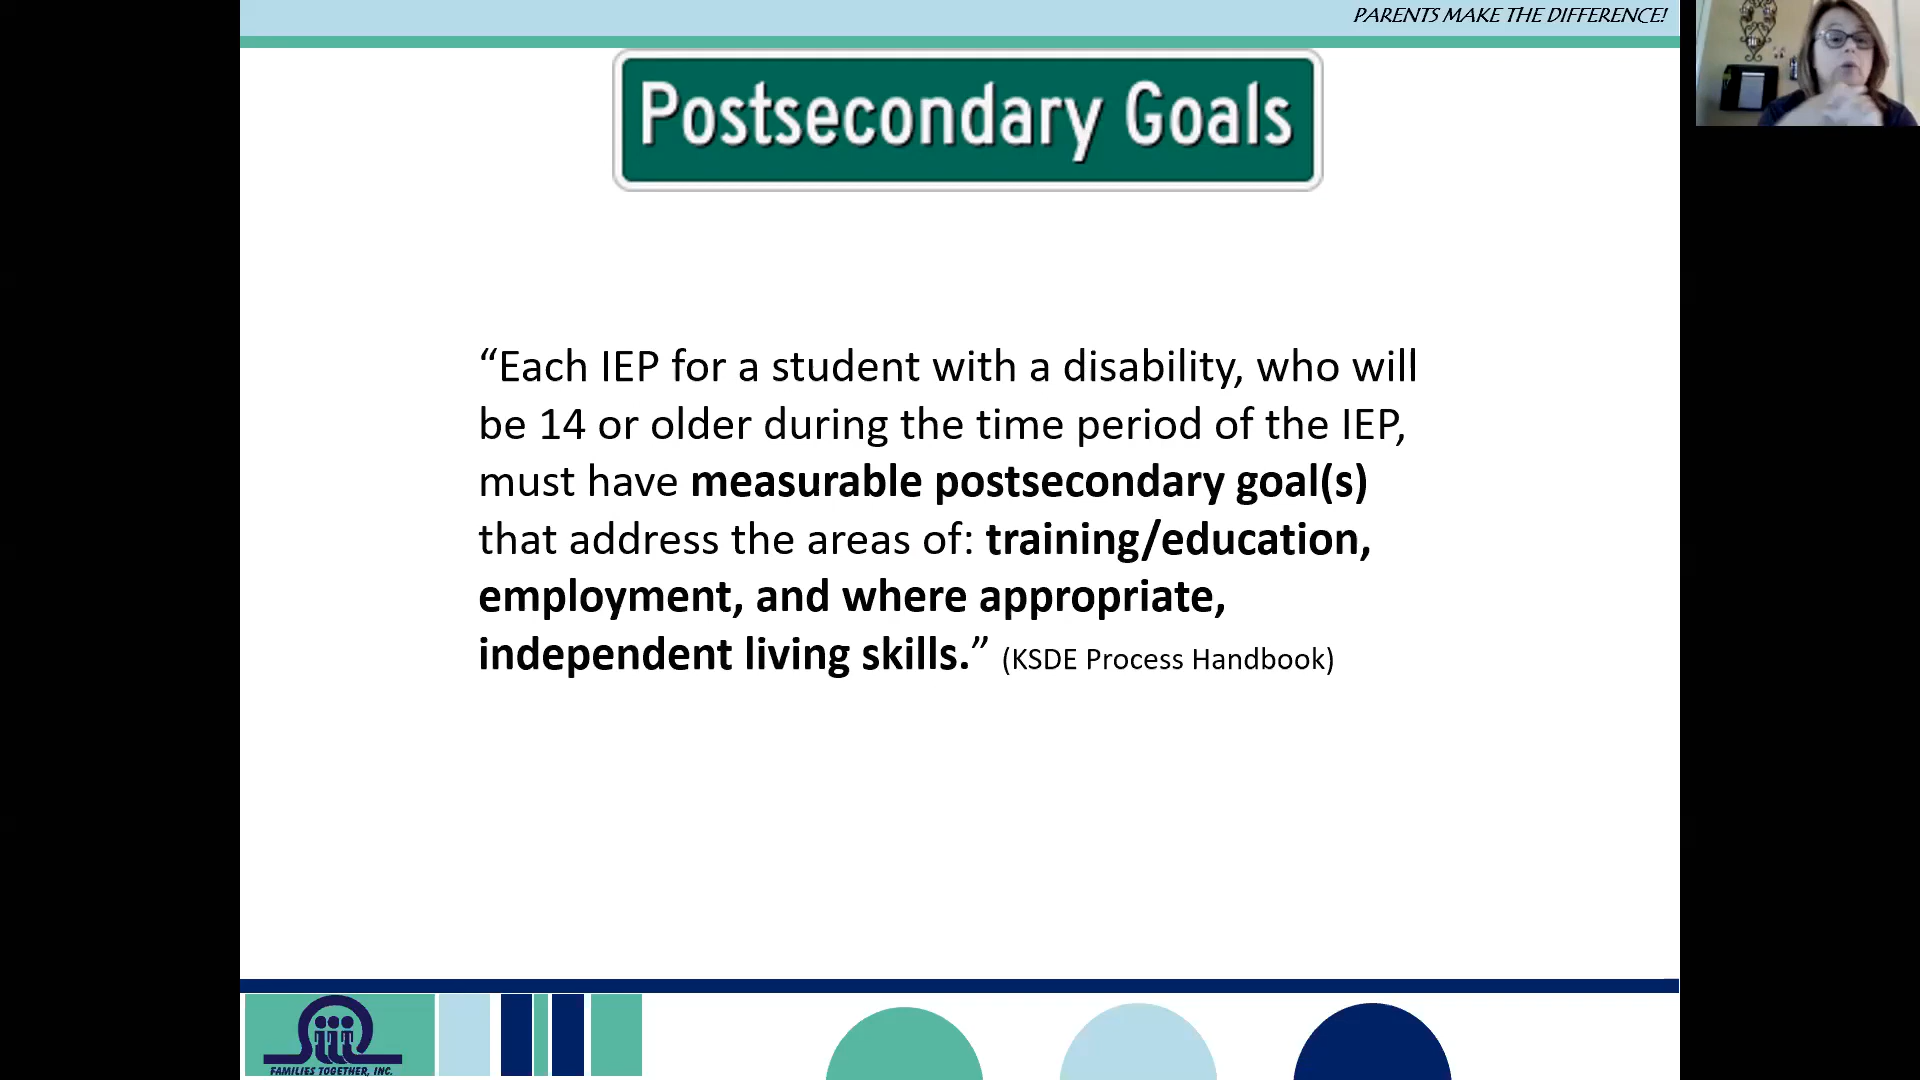 PARENTS MAKE THE DIFFERENCE!
Postsecondary Goals
“Each IEP for a student with a disability, who will
be 14 or older during the time period of the IEP,
must have measurable postsecondary goal(s)
that address the areas of: training/education,
employment, and where appropriate,
independent living skills.” (KSDE Process Handbook)
FAMILIES TOGETHER, INC.